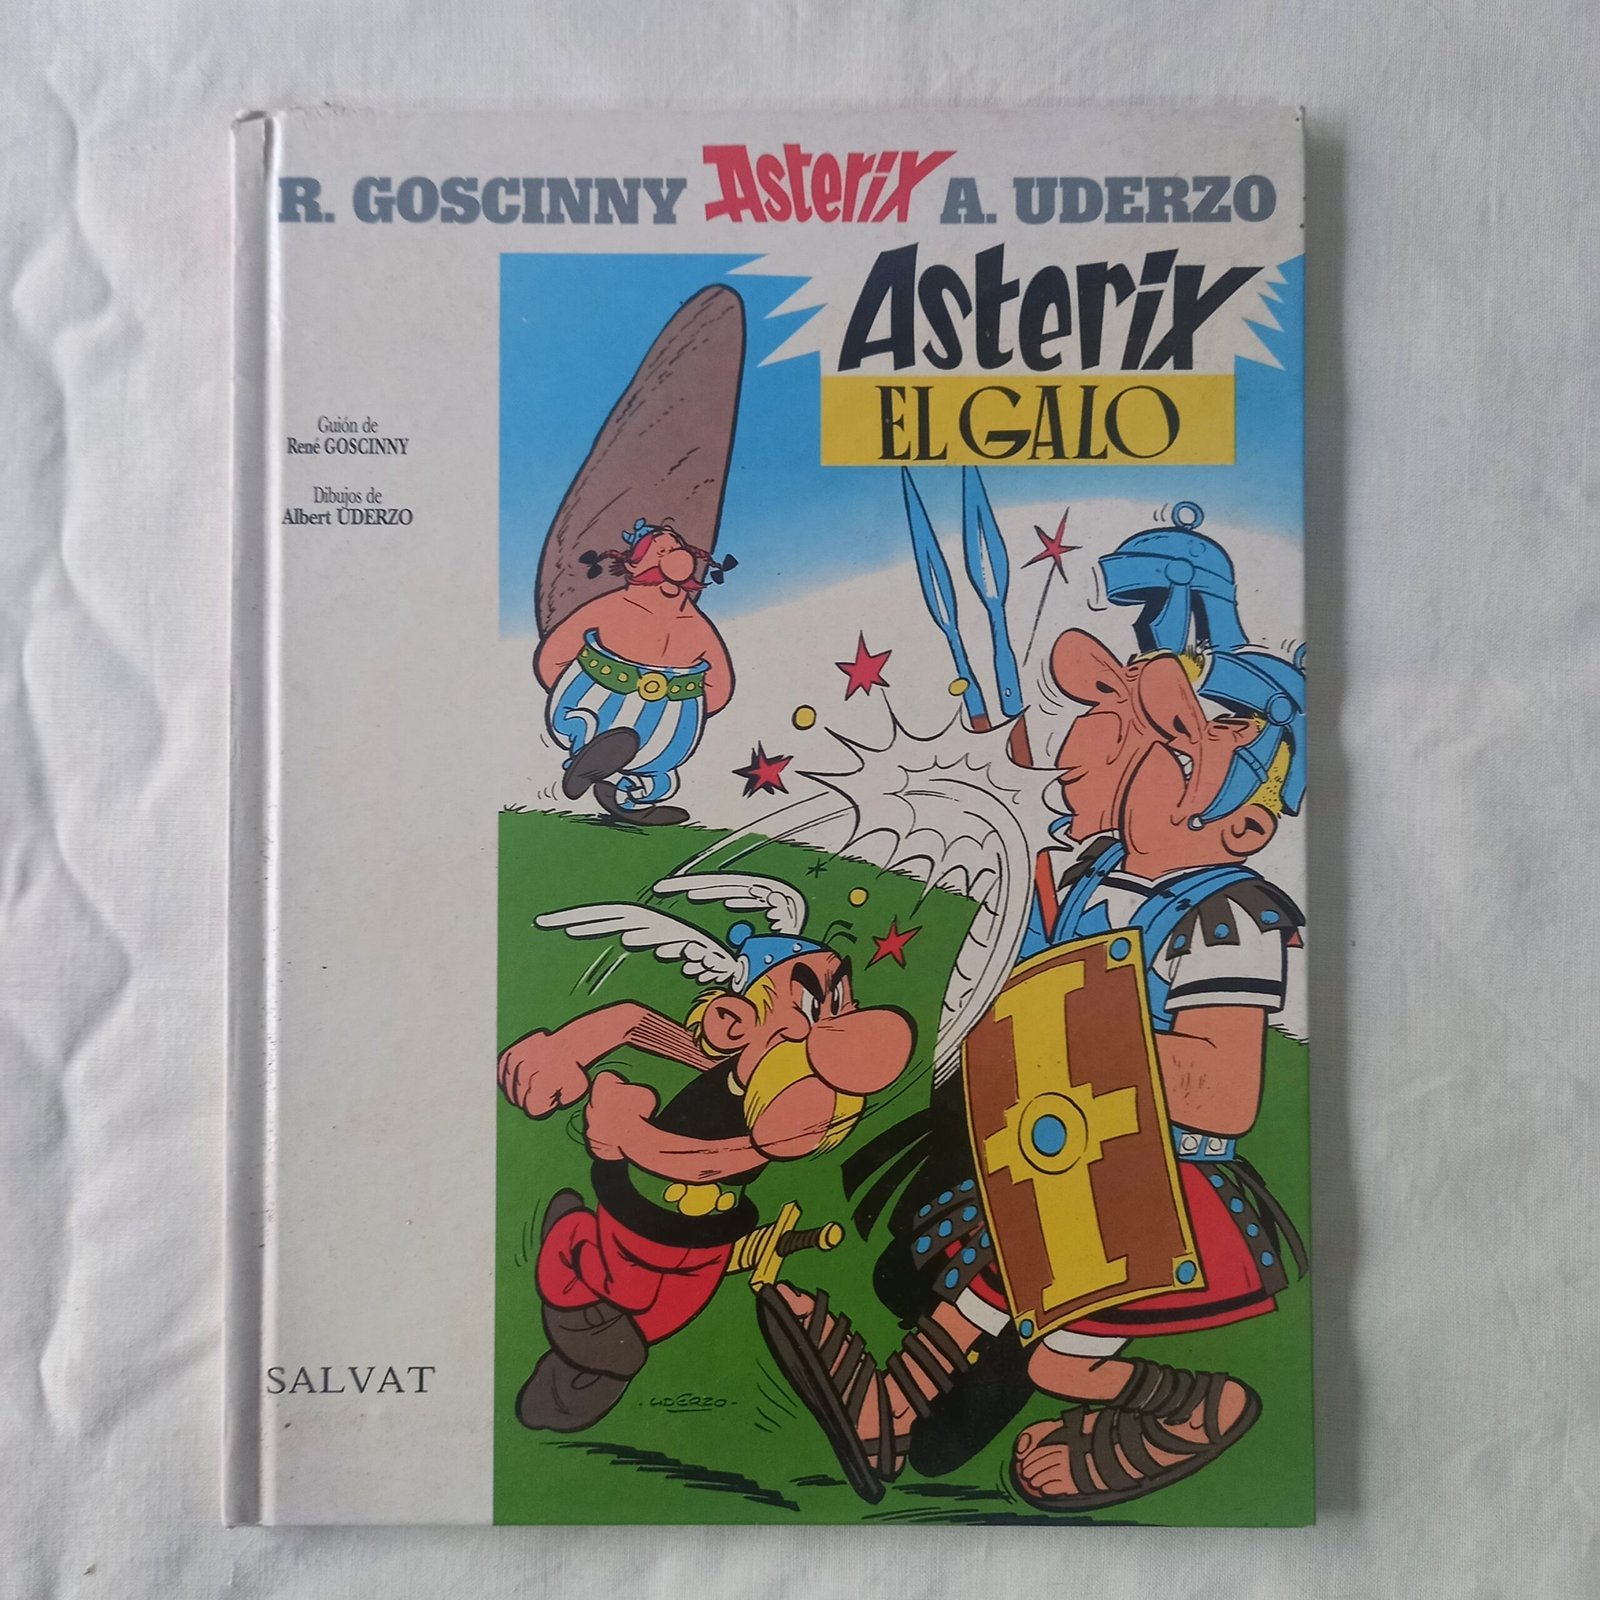 R. GOSCINNY Asterix A. UDERZO
Asterix
EL GALO
Guión de
René GOSCINNY
Dibujos de
Albert UDERZO
SALVAT
UDERZO